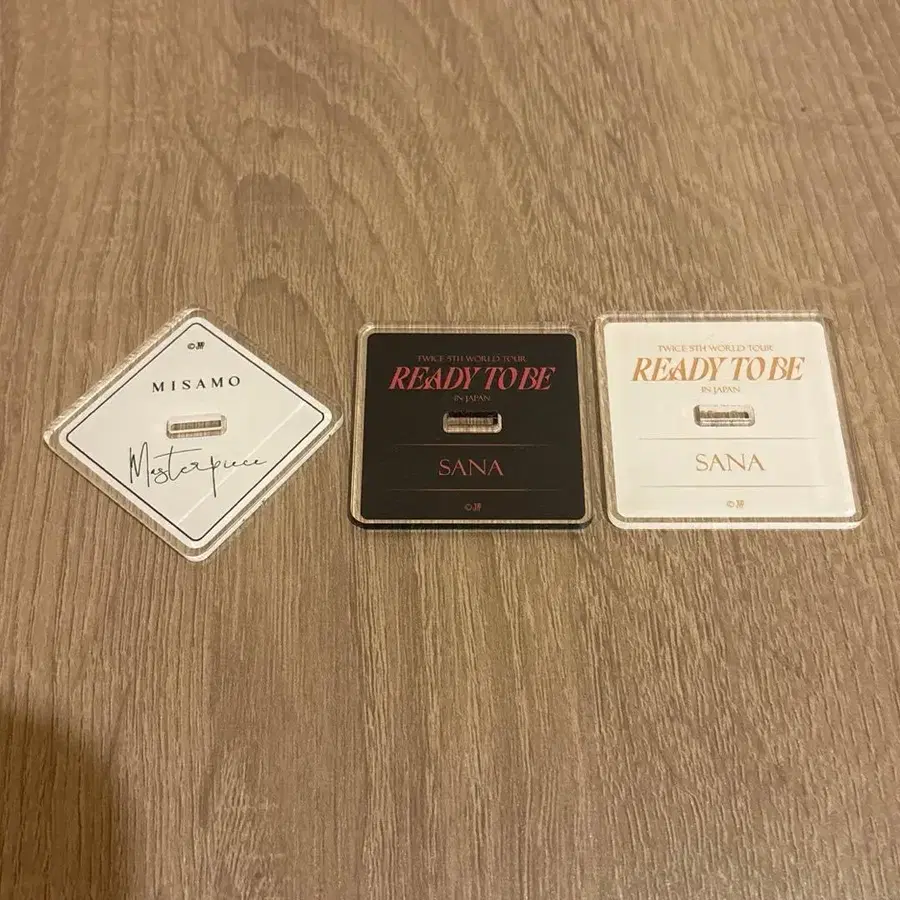 ©JYP
MISAMO
Masterpiece
TWICE 5TH WORLD TOUR
READY TO BE
IN JAPAN
SANA
©JYP
TWICE 5TH WORLD TOUR
READY TO BE
IN JAPAN
SANA
©JYP